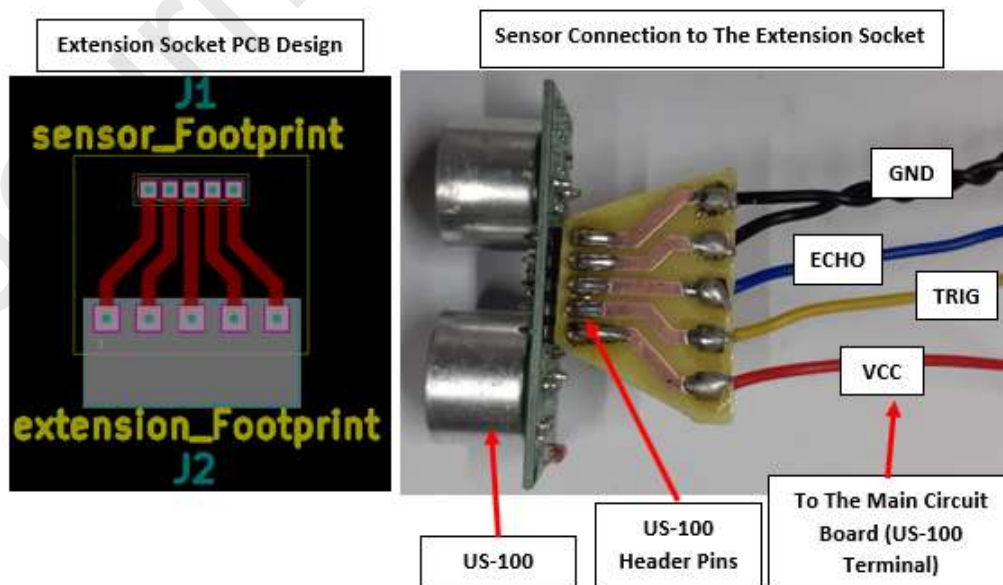 Extension Socket PCB Design
Sensor Connection to The Extension Socket
J1
sensor_Footprint
1
extension_Footprint
J2
GND
ECHO
TRIG
VCC
US-100
US-100
Header Pins
To The Main Circuit
Board (US-100
Terminal)